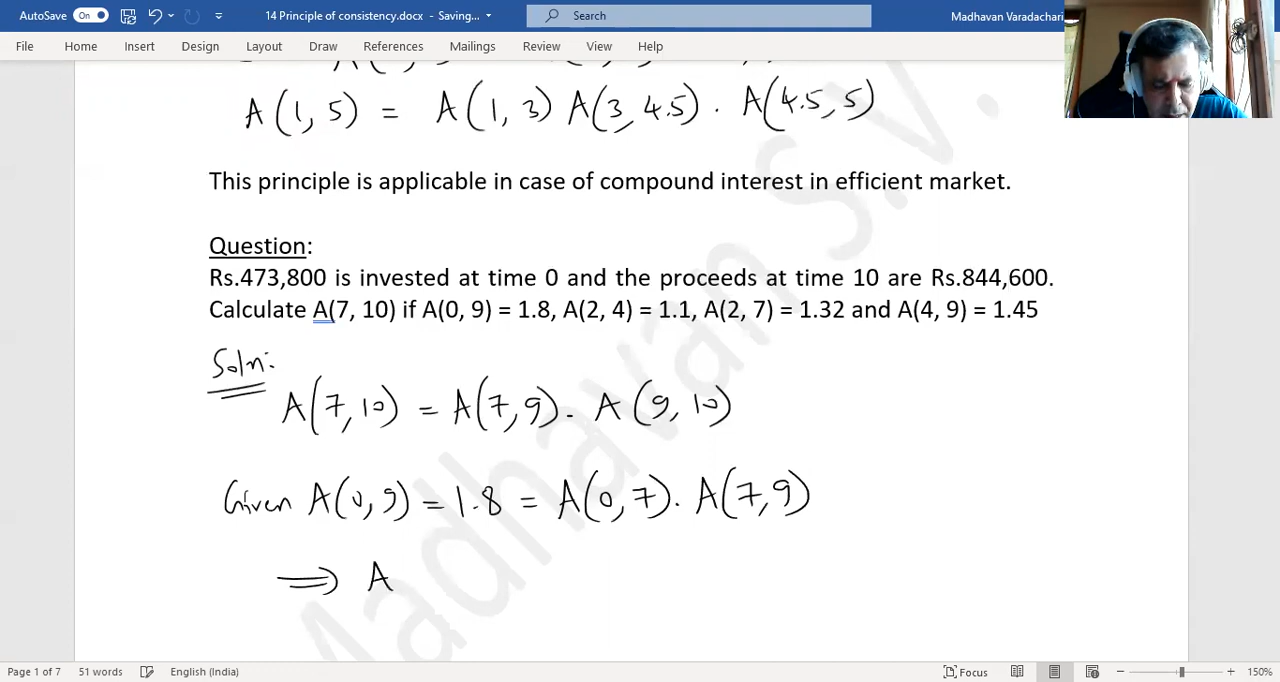 AutoSave On 14 Principle of consistency.docx - Saving... Search Madhavan Varadachari
File Home Insert Design Layout Draw References Mailings Review View Help
A(1, 5) = A(1, 3) A(3, 4.5) . A(4.5, 5)
This principle is applicable in case of compound interest in efficient market.
Question:
Rs.473,800 is invested at time 0 and the proceeds at time 10 are Rs.844,600.
Calculate A(7, 10) if A(0, 9) = 1.8, A(2, 4) = 1.1, A(2, 7) = 1.32 and A(4, 9) = 1.45
Soln:
A(7, 10) = A(7, 9) . A(9, 10)
Given A(0, 9) = 1.8 = A(0, 7) . A(7, 9)
⟹ A
Madhavan S.V.
Page 1 of 7 51 words English (India) Focus 150%